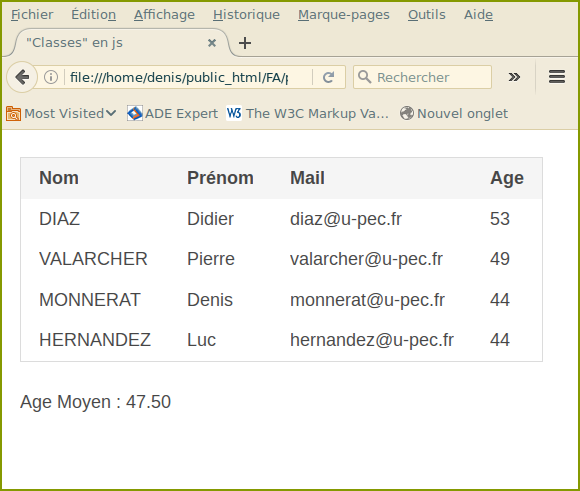 Fichier Édition Affichage Historique Marque-pages Outils Aide
"Classes" en js
file:///home/denis/public_html/FA/p
Rechercher
Most Visited ADE Expert The W3C Markup Va... Nouvel onglet
Nom Prénom Mail Age
DIAZ Didier diaz@u-pec.fr 53
VALARCHER Pierre valarcher@u-pec.fr 49
MONNERAT Denis monnerat@u-pec.fr 44
HERNANDEZ Luc hernandez@u-pec.fr 44
Age Moyen : 47.50